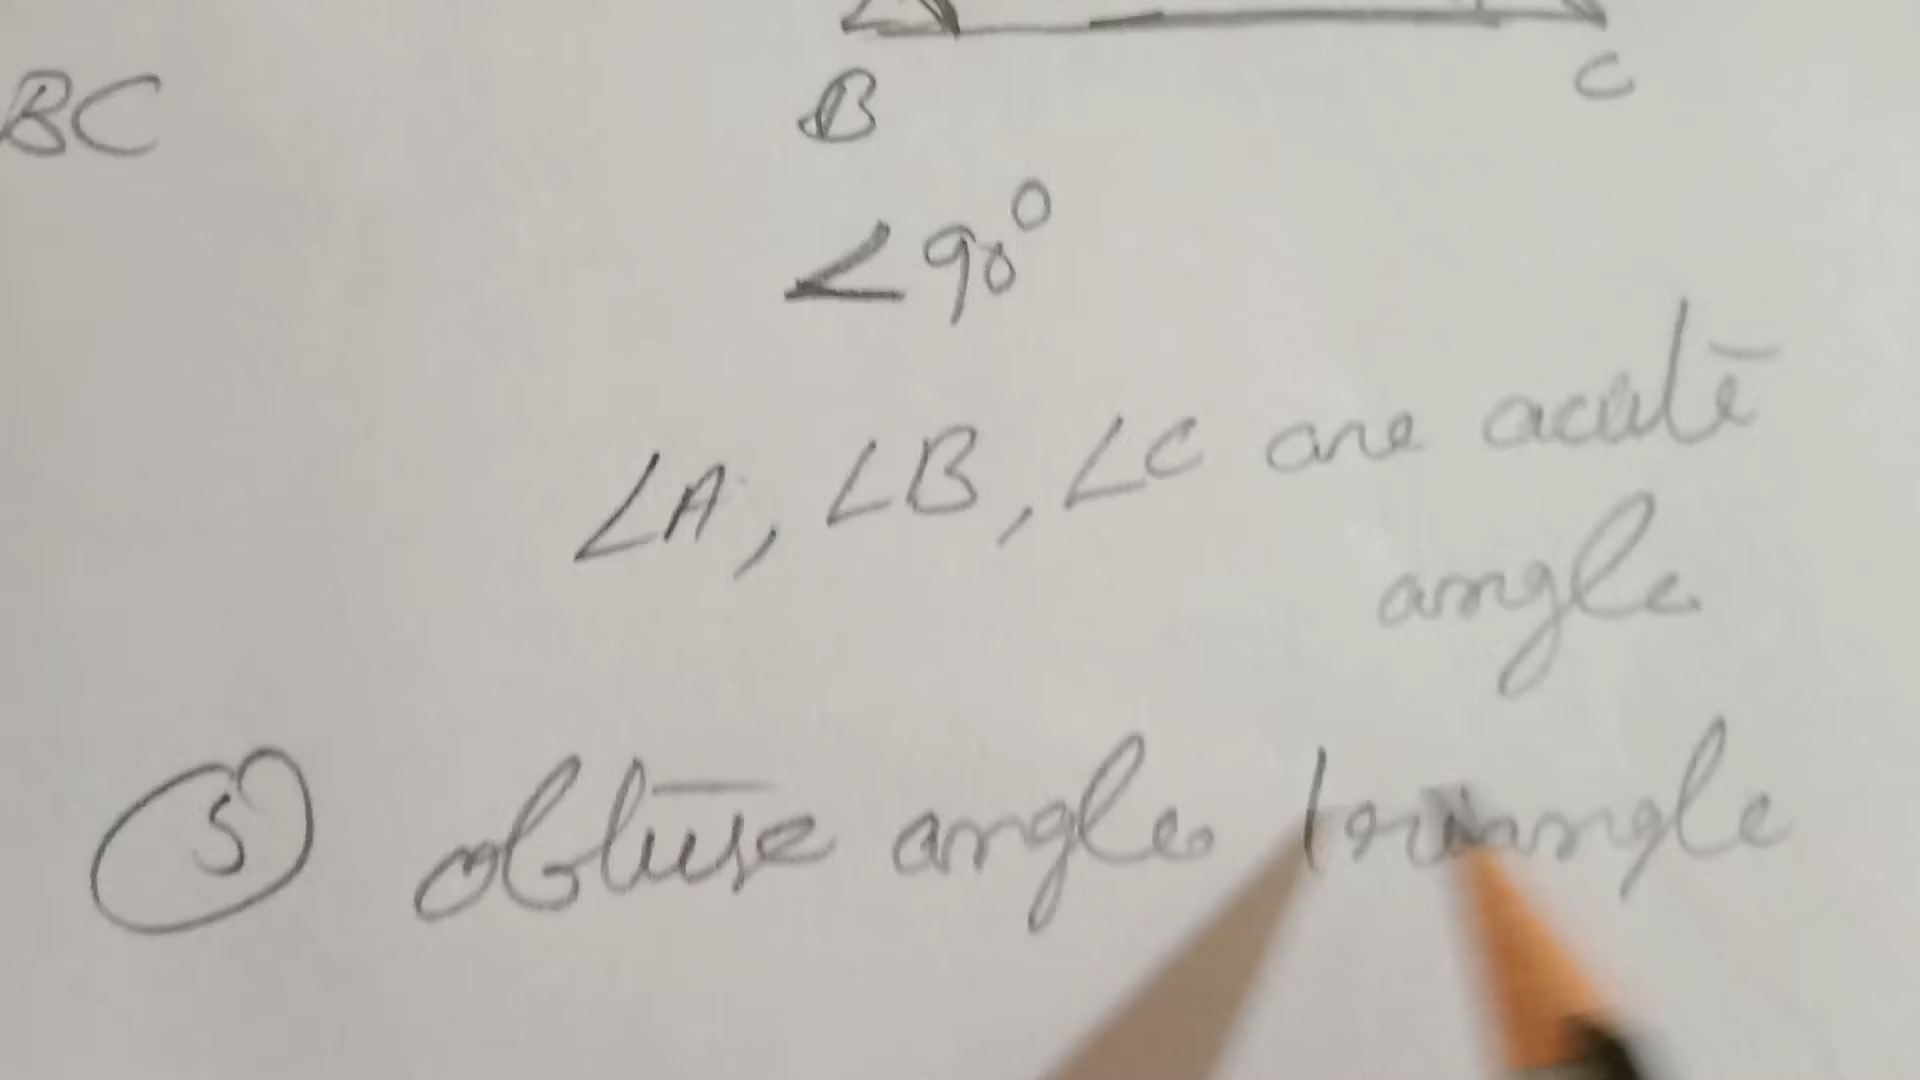 BC
B C
<90°
∠A, ∠B, ∠C are acute
angle
5 obtuse angle triangle